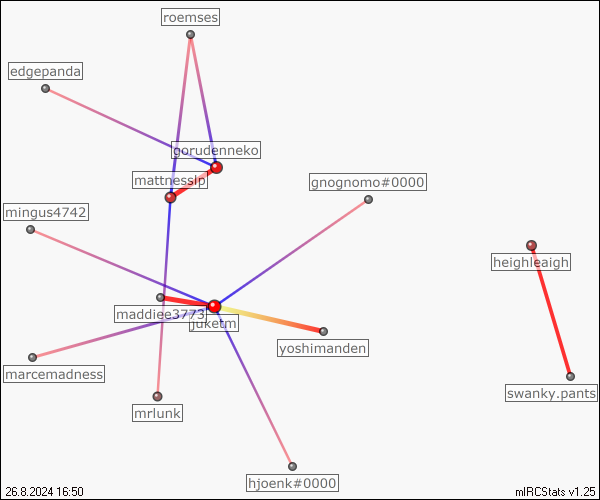 roemses
edgepanda
gorudenneko
mattnesslp
gnognomo#0000
mingus4742
heighleaigh
maddiee3773
juketm
yoshimanden
marcemadness
swanky.pants
mrlunk
hjoenk#0000
26.8.2024 16:50
mIRCStats v1.25